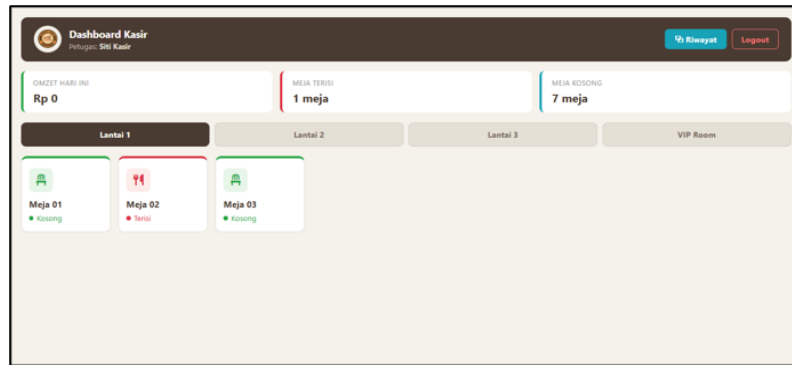 Dashboard Kasir
Petugas: Siti Kasir
Riwayat
Logout
OMZET HARI INI
Rp 0
MEJA TERISI
1 meja
MEJA KOSONG
7 meja
Lantai 1
Lantai 2
Lantai 3
VIP Room
Meja 01
Kosong
Meja 02
Terisi
Meja 03
Kosong